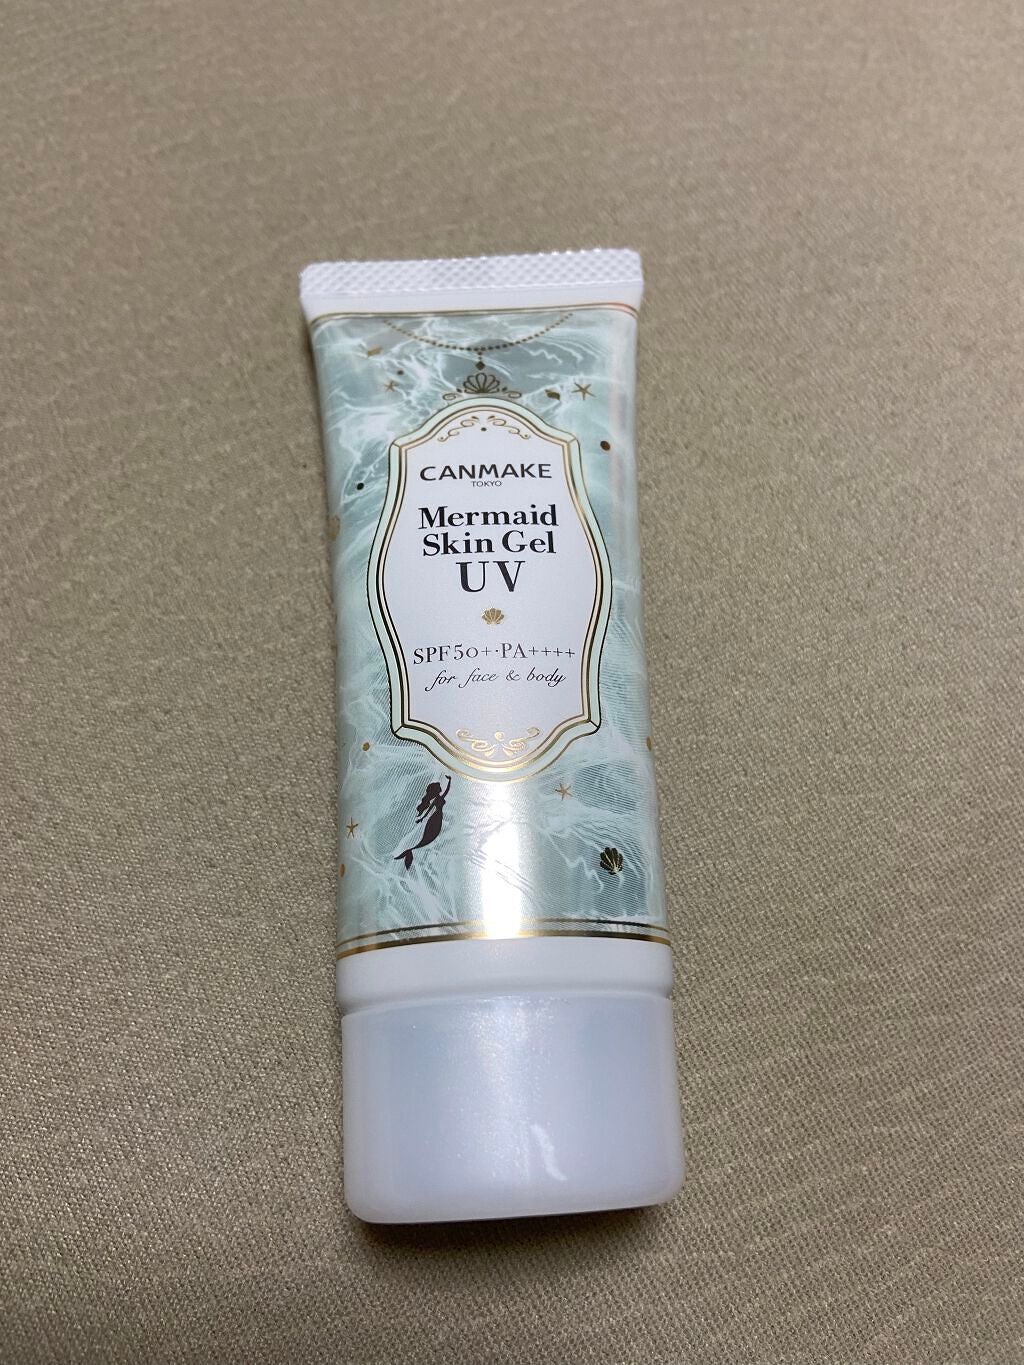 CANMAKE
TOKYO
Mermaid
Skin Gel
UV
SPF50+·PA++++
for face & body